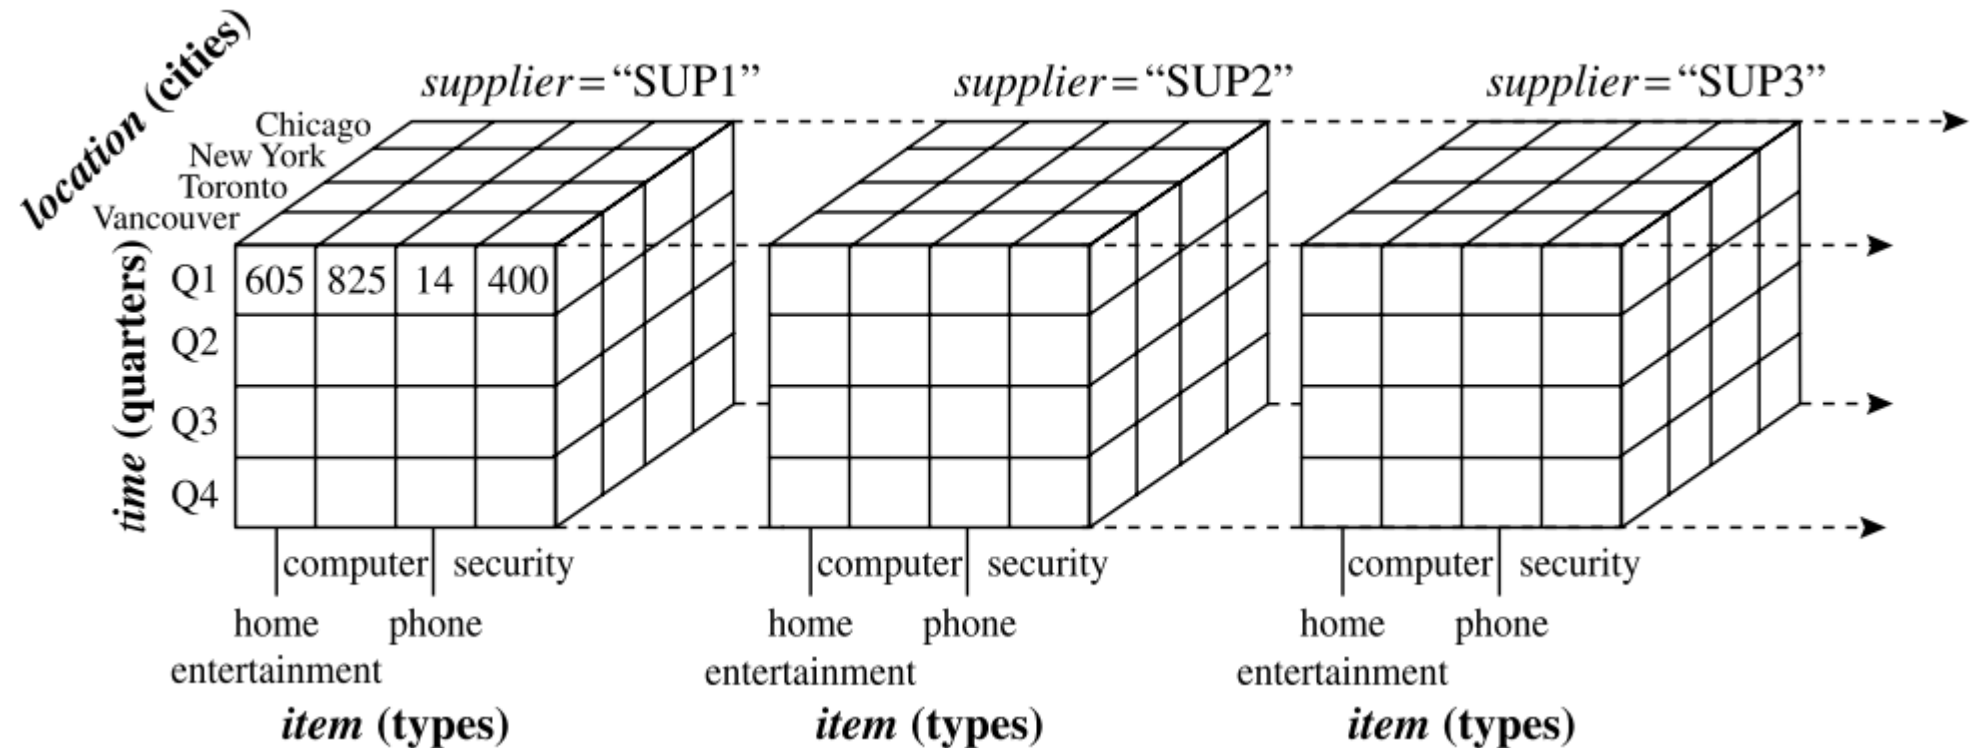 location (cities)
supplier = “SUP1”
supplier = “SUP2”
supplier = “SUP3”
Chicago
New York
Toronto
Vancouver
time (quarters)
Q1 605 825 14 400
Q2
Q3
Q4
computer security
home phone
entertainment
item (types)
computer security
home phone
entertainment
item (types)
computer security
home phone
entertainment
item (types)